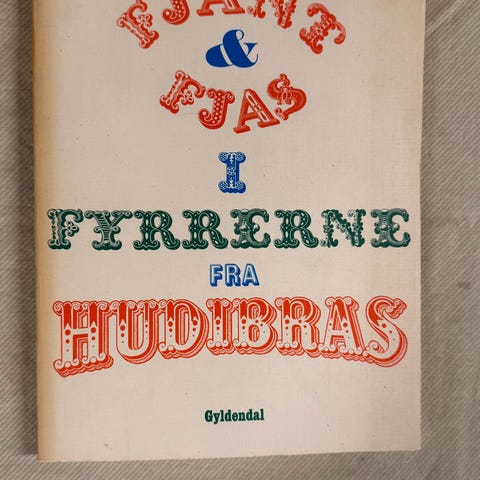 FJANT
&
FJAS
I
FYRRERNE
FRA
HUDIBRAS
Gyldendal